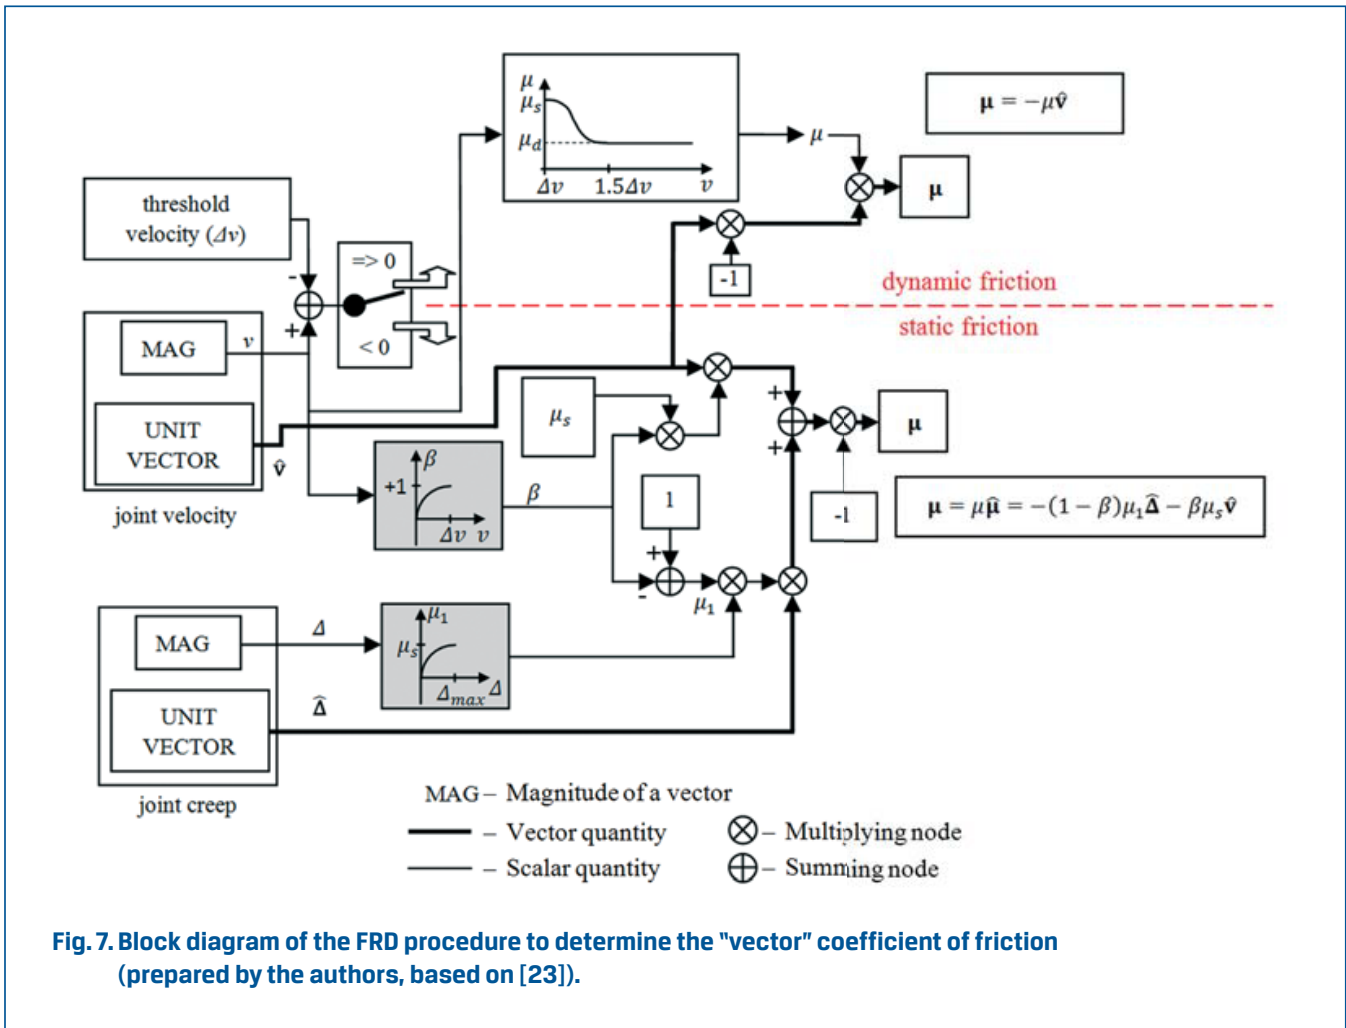 μ
μs
μd
Δv 1.5Δv v
μ
𝛍 = −μv̂
𝛍
threshold
velocity (Δv)
-
+
=> 0
< 0
-1
dynamic friction
static friction
MAG
v
UNIT
VECTOR
v̂
joint velocity
μs
β
+1
Δv v
β
1
+
-
+
+
𝛍
-1
𝛍 = μ𝛍̂ = −(1 − β)μ₁𝚫̂ − βμsv̂
μ₁
MAG
Δ
μ₁
μs
Δmax Δ
UNIT
VECTOR
𝚫̂
joint creep
MAG – Magnitude of a vector
– Vector quantity
– Multiplying node
– Scalar quantity
– Summing node
Fig. 7. Block diagram of the FRD procedure to determine the "vector" coefficient of friction
(prepared by the authors, based on [23]).